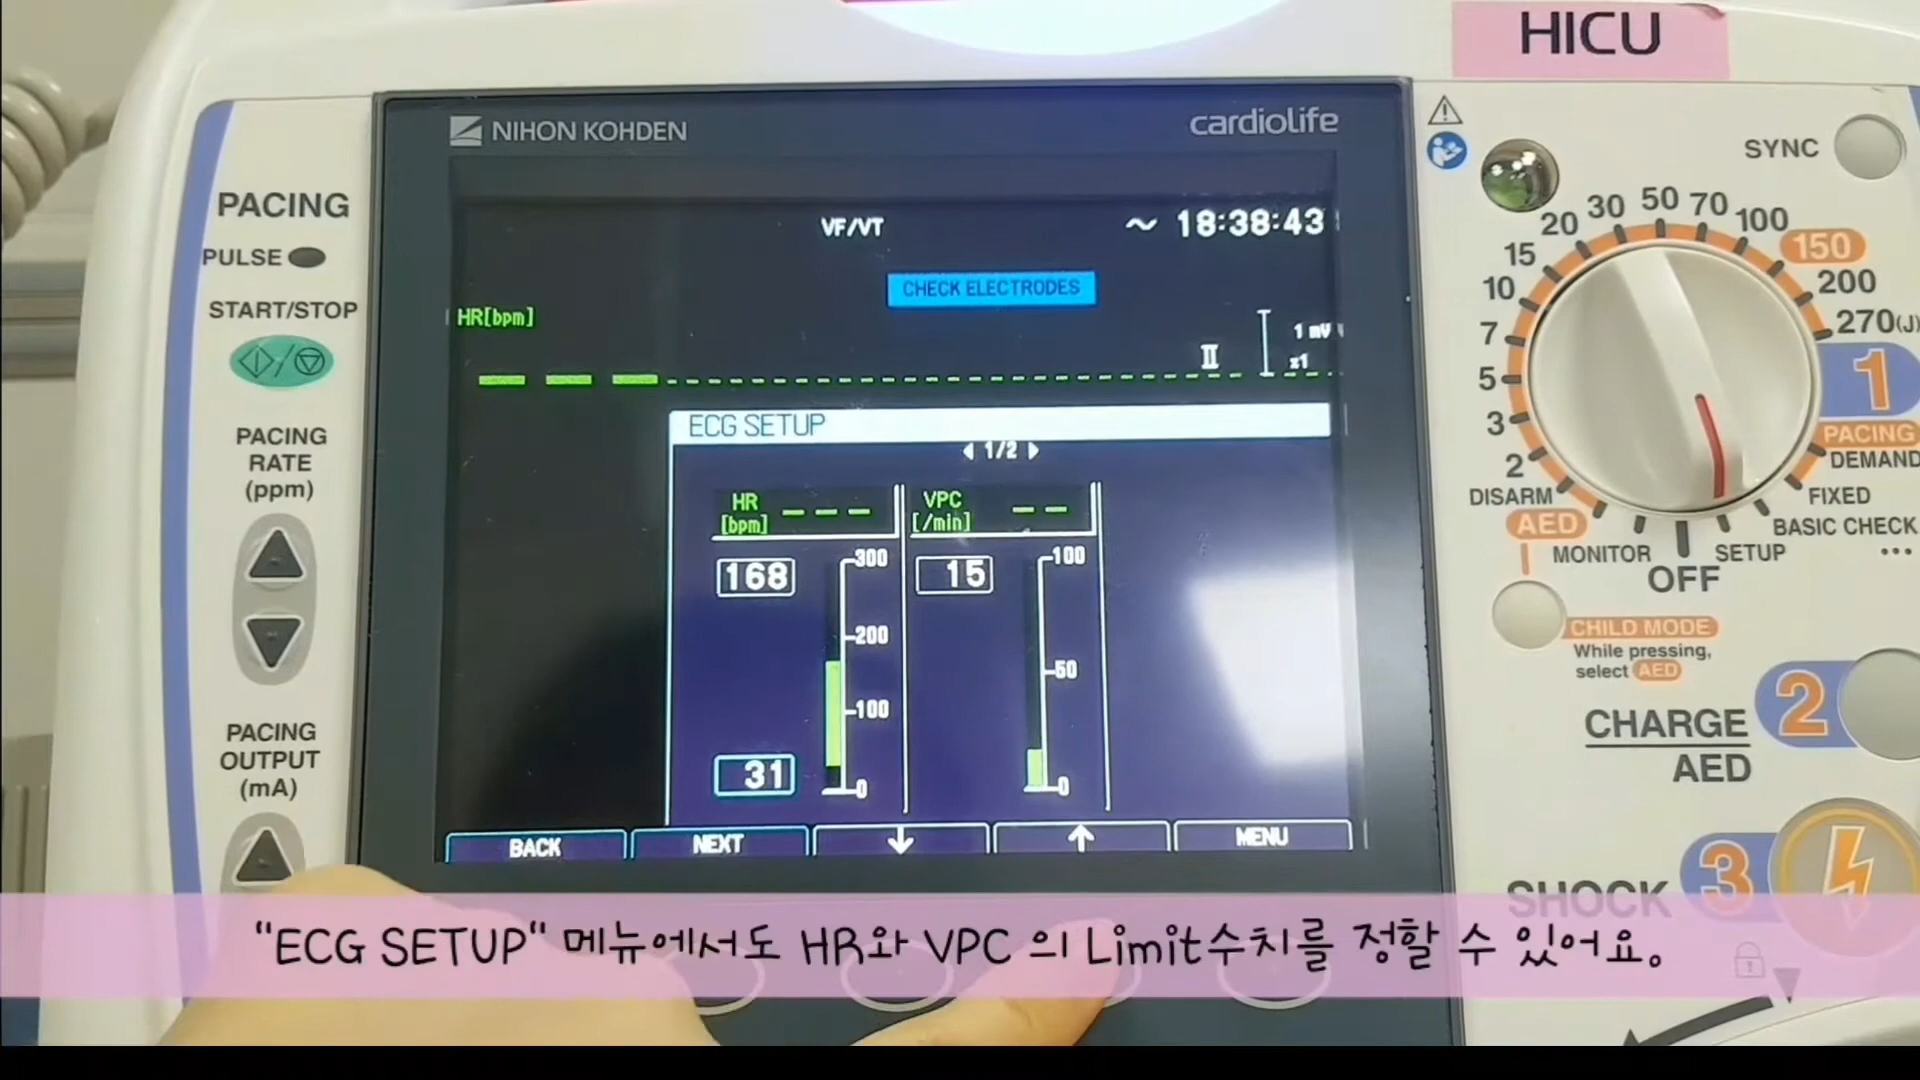 HICU
NIHON KOHDEN
cardiolife
PACING
PULSE
START/STOP
PACING
RATE
(ppm)
PACING
OUTPUT
(mA)
VF/VT
~ 18:38:43
CHECK ELECTRODES
HR[bpm]
II
1 mV
x1
ECG SETUP
1/2
HR
[bpm]
VPC
[/min]
168
300
200
100
31
0
15
100
50
0
BACK
NEXT
↓
↑
MENU
SYNC
50
30
70
20
100
15
150
10
200
7
270(J)
5
1
3
PACING
2
DEMAND
DISARM
FIXED
AED
BASIC CHECK
MONITOR
SETUP
...
OFF
CHILD MODE
While pressing,
select AED
CHARGE
AED
2
SHOCK
3
"ECG SETUP" 메뉴에서도 HR와 VPC 의 Limit수치를 정할 수 있어요.